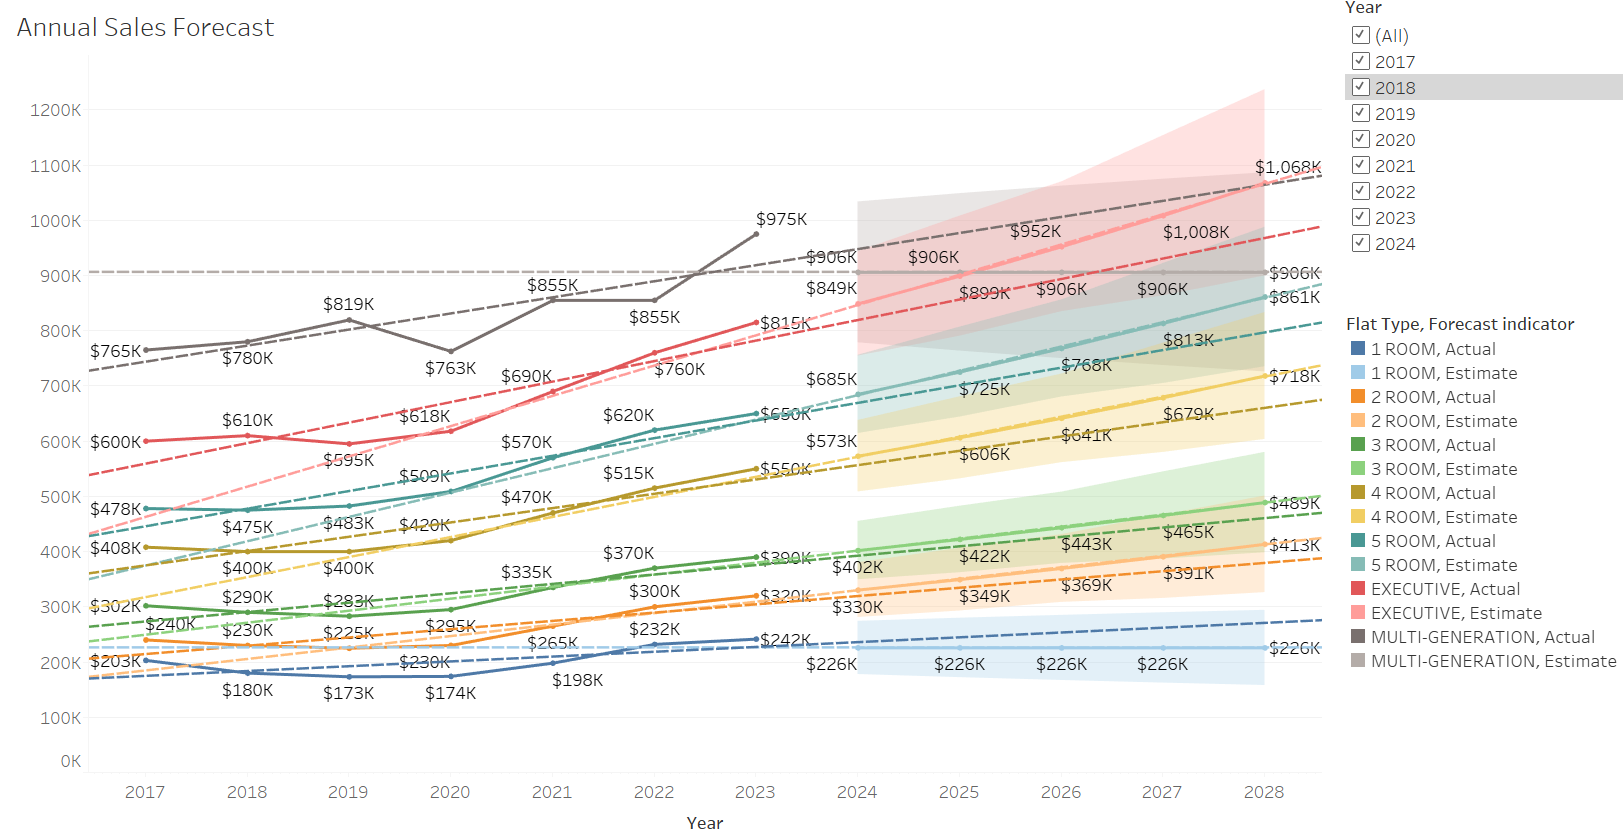 Annual Sales Forecast
1200K
1100K
1000K
900K
800K
700K
600K
500K
400K
300K
200K
100K
0K
$765K
$780K
$819K
$763K
$855K
$855K
$975K
$906K
$906K
$906K
$906K
$906K
$600K
$610K
$595K
$618K
$690K
$760K
$815K
$849K
$899K
$952K
$1,008K
$1,068K
$478K
$475K
$483K
$509K
$570K
$620K
$650K
$685K
$725K
$768K
$813K
$861K
$408K
$400K
$400K
$420K
$470K
$515K
$550K
$573K
$606K
$641K
$679K
$718K
$302K
$290K
$283K
$295K
$335K
$370K
$390K
$402K
$422K
$443K
$465K
$489K
$240K
$230K
$225K
$230K
$265K
$300K
$320K
$330K
$349K
$369K
$391K
$413K
$203K
$180K
$173K
$174K
$198K
$232K
$242K
$226K
$226K
$226K
$226K
$226K
2017
2018
2019
2020
2021
2022
2023
2024
2025
2026
2027
2028
Year
Year
(All)
2017
2018
2019
2020
2021
2022
2023
2024
Flat Type, Forecast indicator
1 ROOM, Actual
1 ROOM, Estimate
2 ROOM, Actual
2 ROOM, Estimate
3 ROOM, Actual
3 ROOM, Estimate
4 ROOM, Actual
4 ROOM, Estimate
5 ROOM, Actual
5 ROOM, Estimate
EXECUTIVE, Actual
EXECUTIVE, Estimate
MULTI-GENERATION, Actual
MULTI-GENERATION, Estimate